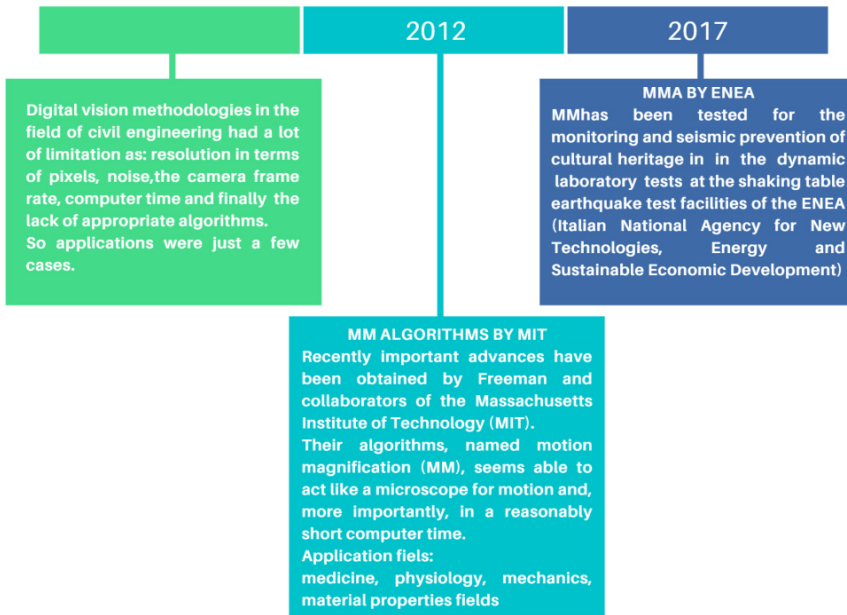 2012
2017
Digital vision methodologies in the
field of civil engineering had a lot
of limitation as: resolution in terms
of pixels, noise,the camera frame
rate, computer time and finally the
lack of appropriate algorithms.
So applications were just a few
cases.
MM ALGORITHMS BY MIT
Recently important advances have
been obtained by Freeman and
collaborators of the Massachusetts
Institute of Technology (MIT).
Their algorithms, named motion
magnification (MM), seems able to
act like a microscope for motion and,
more importantly, in a reasonably
short computer time.
Application fiels:
medicine, physiology, mechanics,
material properties fields
MMA BY ENEA
MMhas been tested for the
monitoring and seismic prevention of
cultural heritage in in the dynamic
laboratory tests at the shaking table
earthquake test facilities of the ENEA
(Italian National Agency for New
Technologies, Energy and
Sustainable Economic Development)